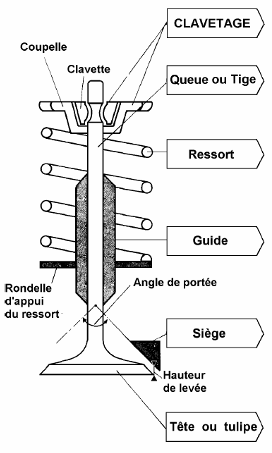 CLAVETAGE
Coupelle
Clavette
Queue ou Tige
Ressort
Guide
Rondelle
d'appui
du ressort
Angle de portée
Siège
Hauteur
de levée
Tête ou tulipe